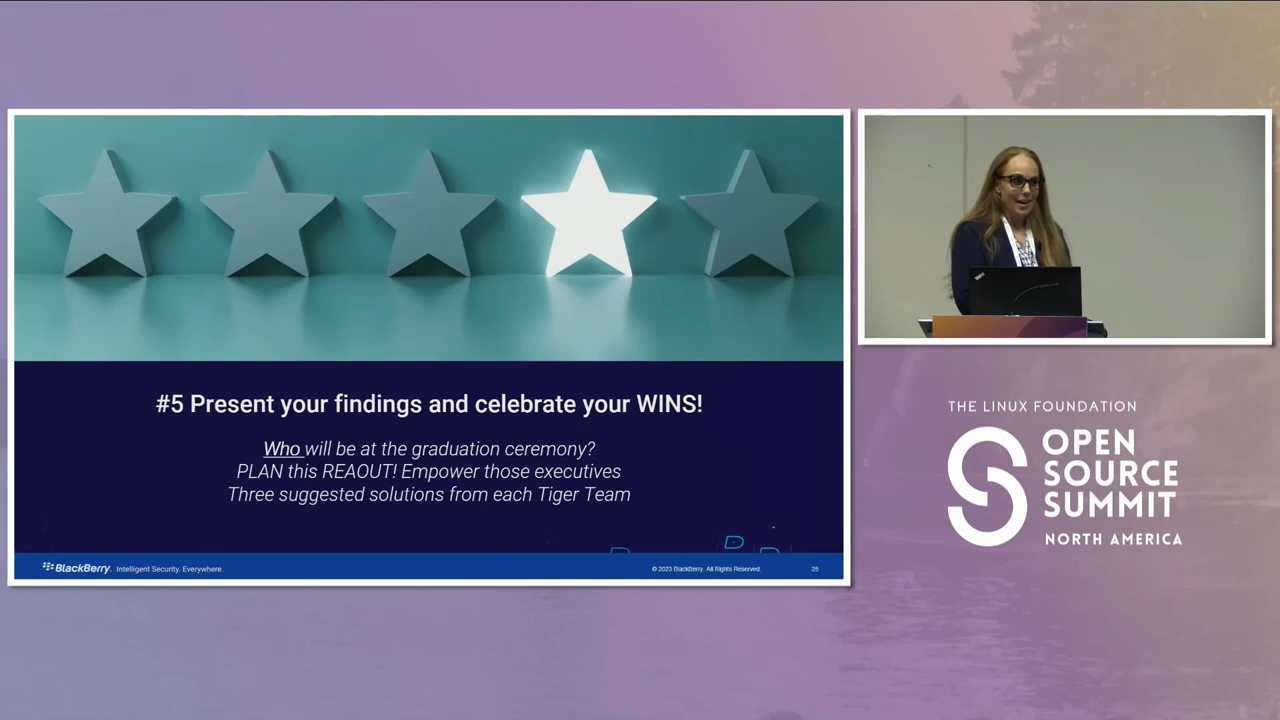 #5 Present your findings and celebrate your WINS!
Who will be at the graduation ceremony?
PLAN this REAOUT! Empower those executives
Three suggested solutions from each Tiger Team
BlackBerry. Intelligent Security. Everywhere.
© 2023 BlackBerry. All Rights Reserved.
25
THE LINUX FOUNDATION
OPEN
SOURCE
SUMMIT
NORTH AMERICA